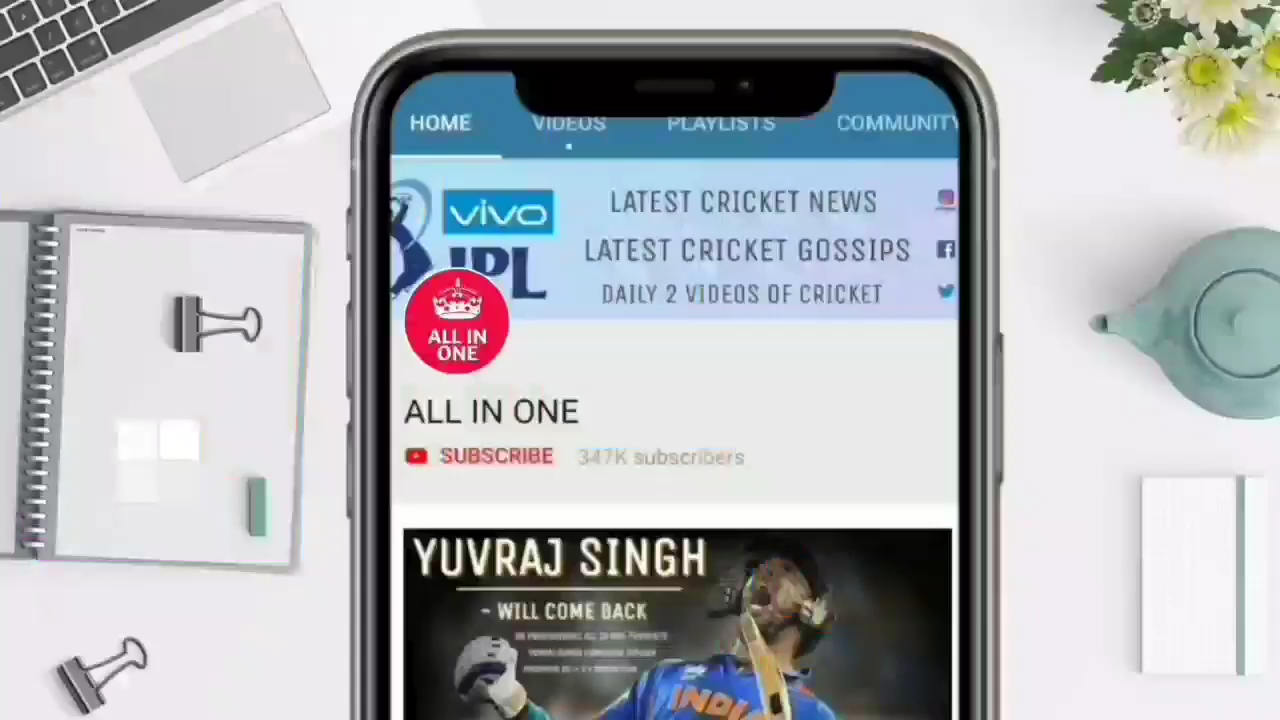 HOME VIDEOS PLAYLISTS COMMUNITY
vivo
IPL
LATEST CRICKET NEWS
LATEST CRICKET GOSSIPS
DAILY 2 VIDEOS OF CRICKET
ALL IN
ONE
ALL IN ONE
SUBSCRIBE 347K subscribers
YUVRAJ SINGH
- WILL COME BACK
INDIA